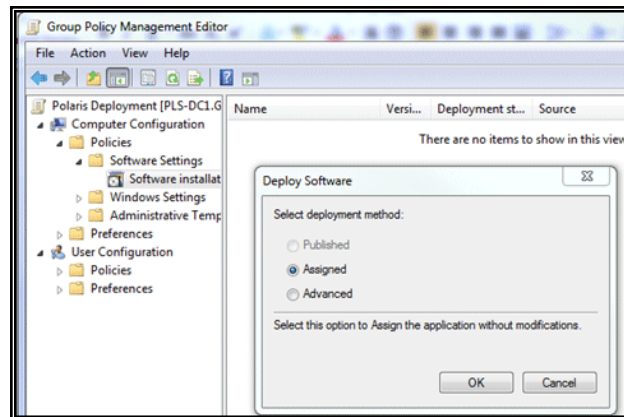 Group Policy Management Editor
File Action View Help
Polaris Deployment [PLS-DC1.G
Computer Configuration
Policies
Software Settings
Software installat
Windows Settings
Administrative Temp
Preferences
User Configuration
Policies
Preferences
Name Versi... Deployment st... Source
There are no items to show in this view
Deploy Software
Select deployment method:
Published
Assigned
Advanced
Select this option to Assign the application without modifications.
OK Cancel